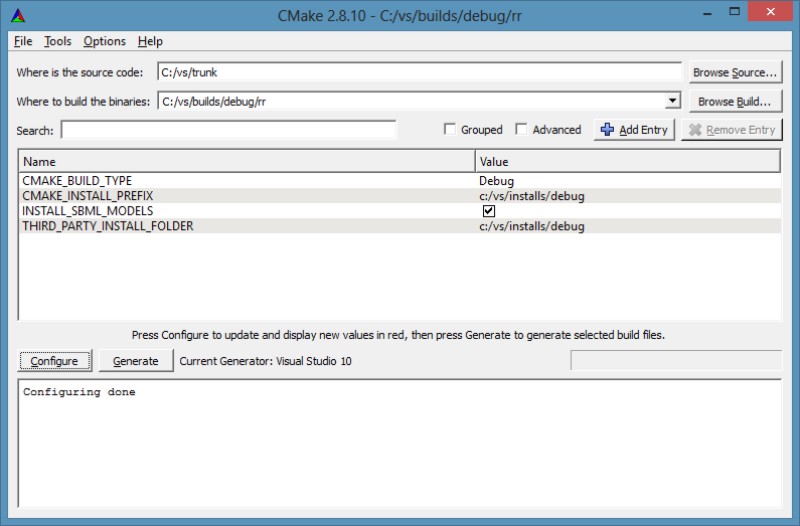 CMake 2.8.10 - C:/vs/builds/debug/rr
File Tools Options Help
Where is the source code: C:/vs/trunk Browse Source...
Where to build the binaries: C:/vs/builds/debug/rr Browse Build...
Search: Grouped Advanced Add Entry Remove Entry
Name Value
CMAKE_BUILD_TYPE Debug
CMAKE_INSTALL_PREFIX c:/vs/installs/debug
INSTALL_SBML_MODELS
THIRD_PARTY_INSTALL_FOLDER c:/vs/installs/debug
Press Configure to update and display new values in red, then press Generate to generate selected build files.
Configure Generate Current Generator: Visual Studio 10
Configuring done